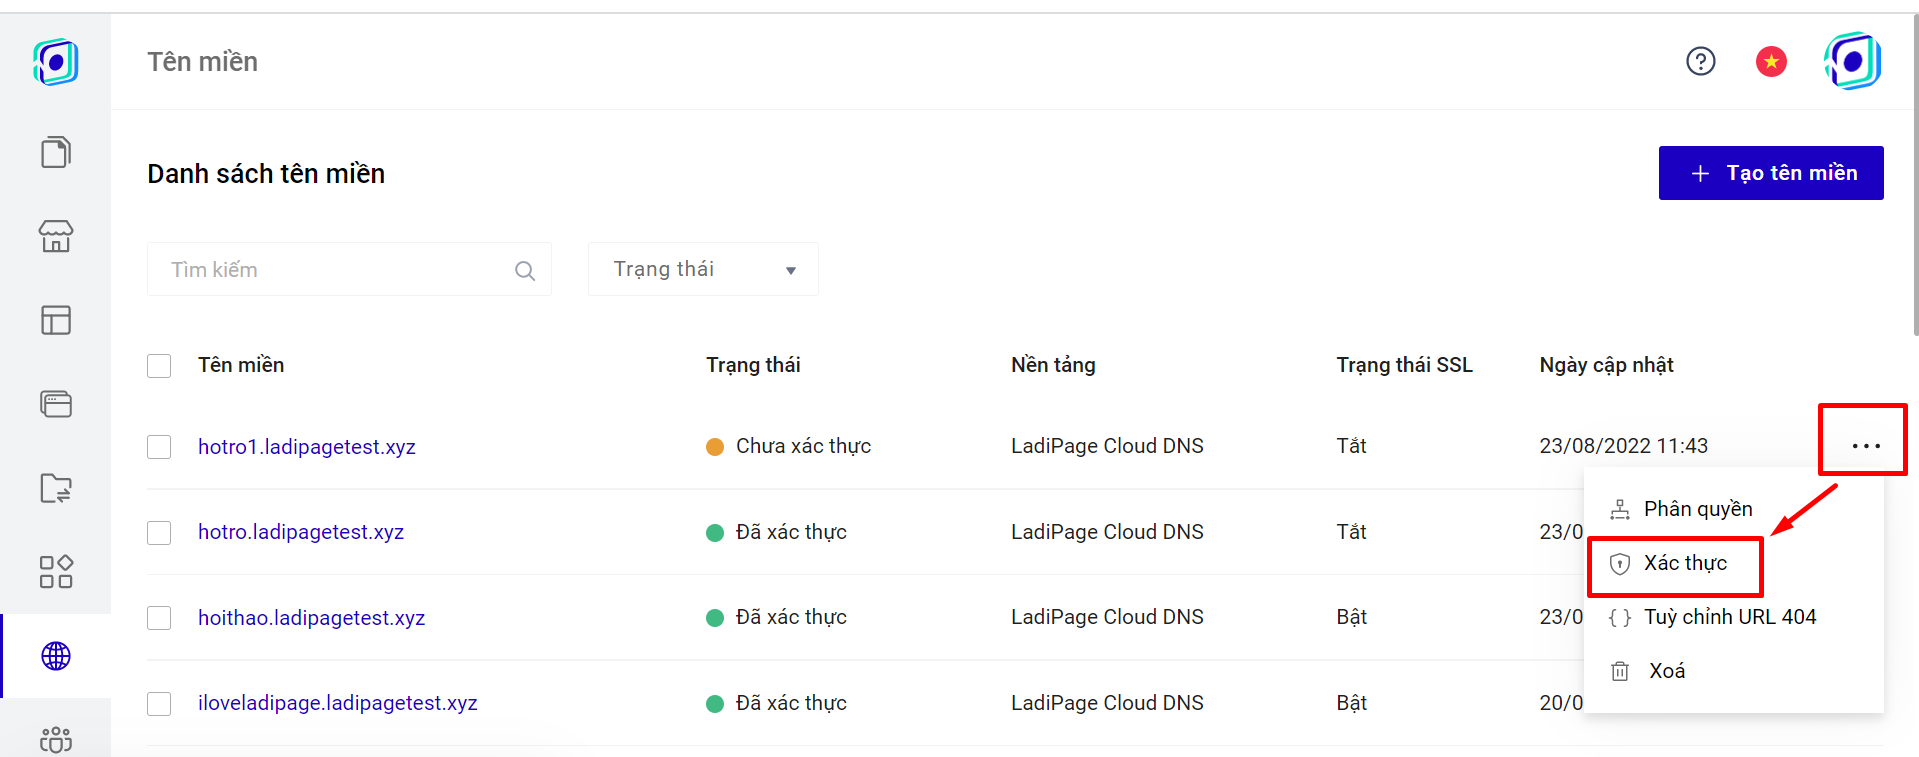 Tên miền
Danh sách tên miền
Tạo tên miền
Tìm kiếm
Trạng thái
Tên miền Trạng thái Nền tảng Trạng thái SSL Ngày cập nhật
hotro1.ladipagetest.xyz Chưa xác thực LadiPage Cloud DNS Tắt 23/08/2022 11:43
Phân quyền
hotro.ladipagetest.xyz Đã xác thực LadiPage Cloud DNS Tắt 23/0
Xác thực
hoithao.ladipagetest.xyz Đã xác thực LadiPage Cloud DNS Bật 23/0
Tuỳ chỉnh URL 404
Xoá
iloveladipage.ladipagetest.xyz Đã xác thực LadiPage Cloud DNS Bật 20/0